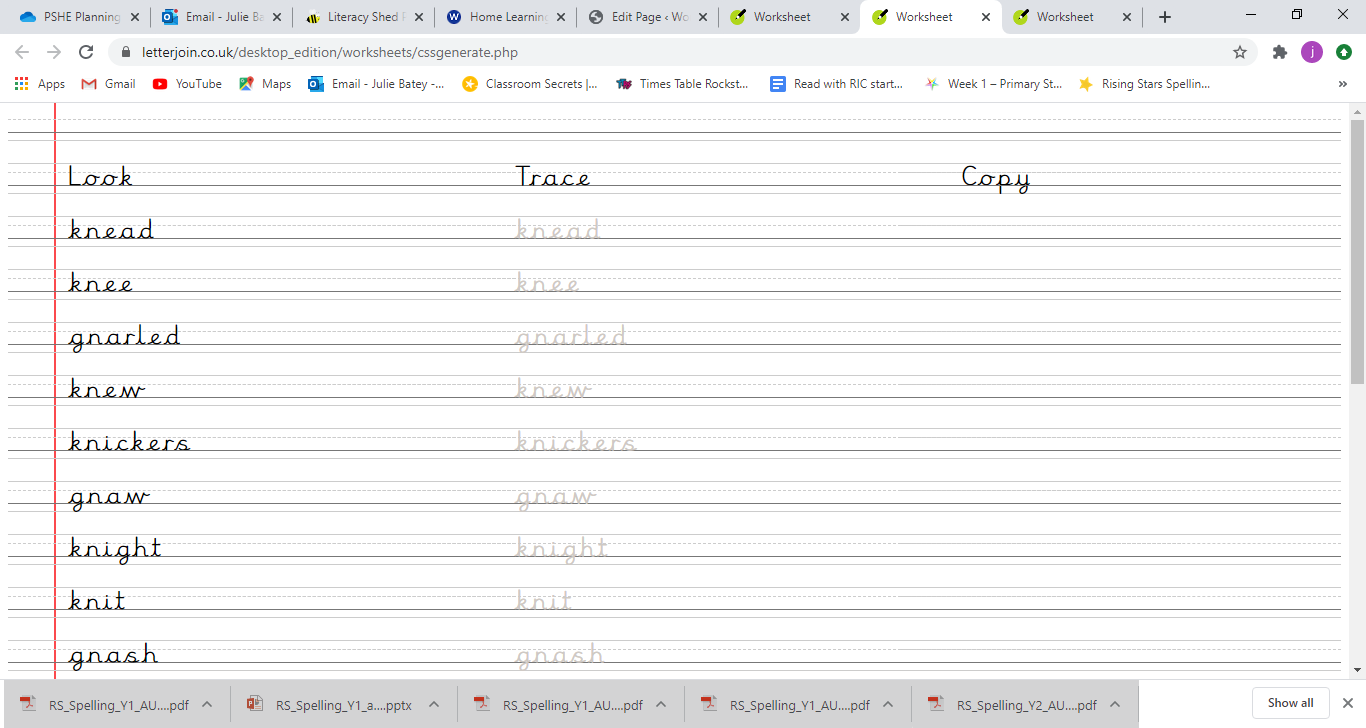 PSHE Planning Email - Julie Ba Literacy Shed Home Learning Edit Page ‹ Wo Worksheet Worksheet Worksheet
letterjoin.co.uk/desktop_edition/worksheets/cssgenerate.php j
Apps Gmail YouTube Maps Email - Julie Batey -... Classroom Secrets |... Times Table Rockst... Read with RIC start... Week 1 – Primary St... Rising Stars Spellin... »
Look Trace Copy
knead knead
knee knee
gnarled gnarled
knew knew
knickers knickers
gnaw gnaw
knight knight
knit knit
gnash gnash
RS_Spelling_Y1_AU....pdf RS_Spelling_Y1_a....pptx RS_Spelling_Y1_AU....pdf RS_Spelling_Y1_AU....pdf RS_Spelling_Y2_AU....pdf Show all